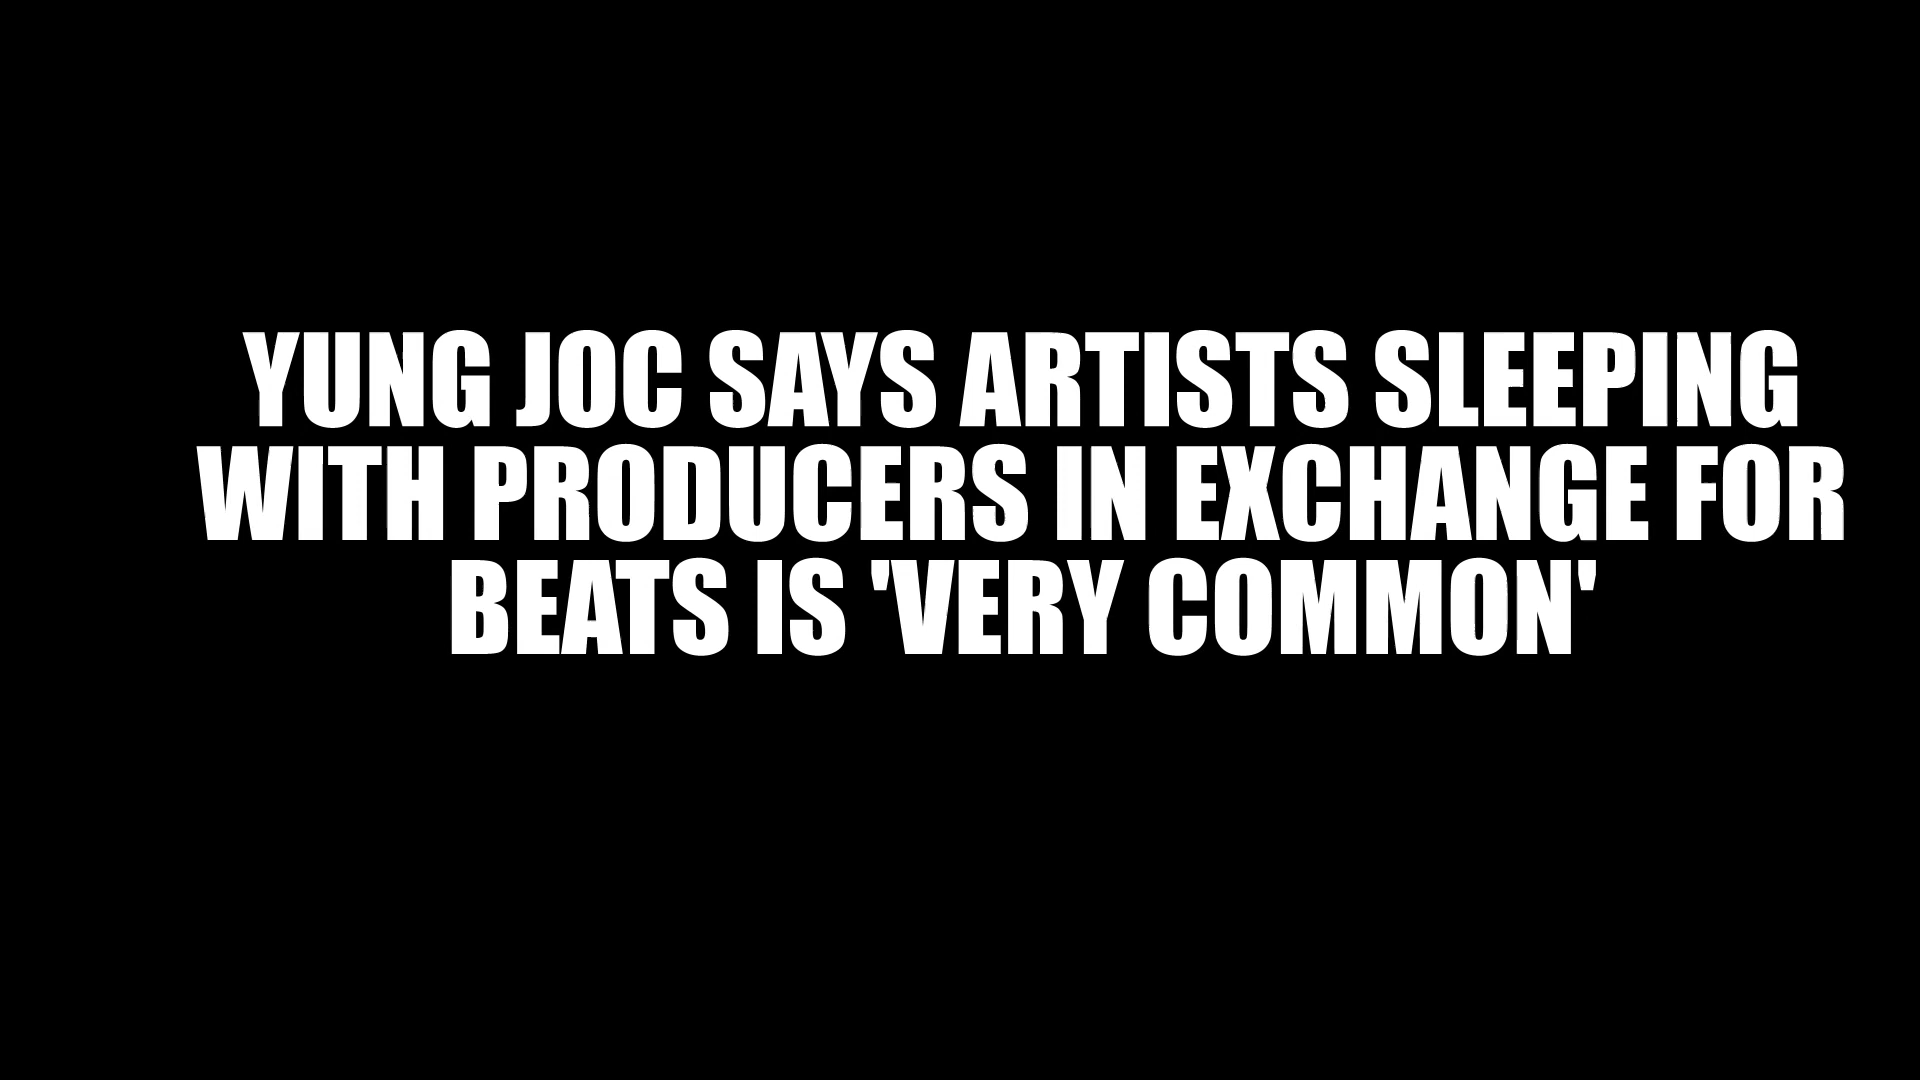 YUNG JOC SAYS ARTISTS SLEEPING
WITH PRODUCERS IN EXCHANGE FOR
BEATS IS 'VERY COMMON'